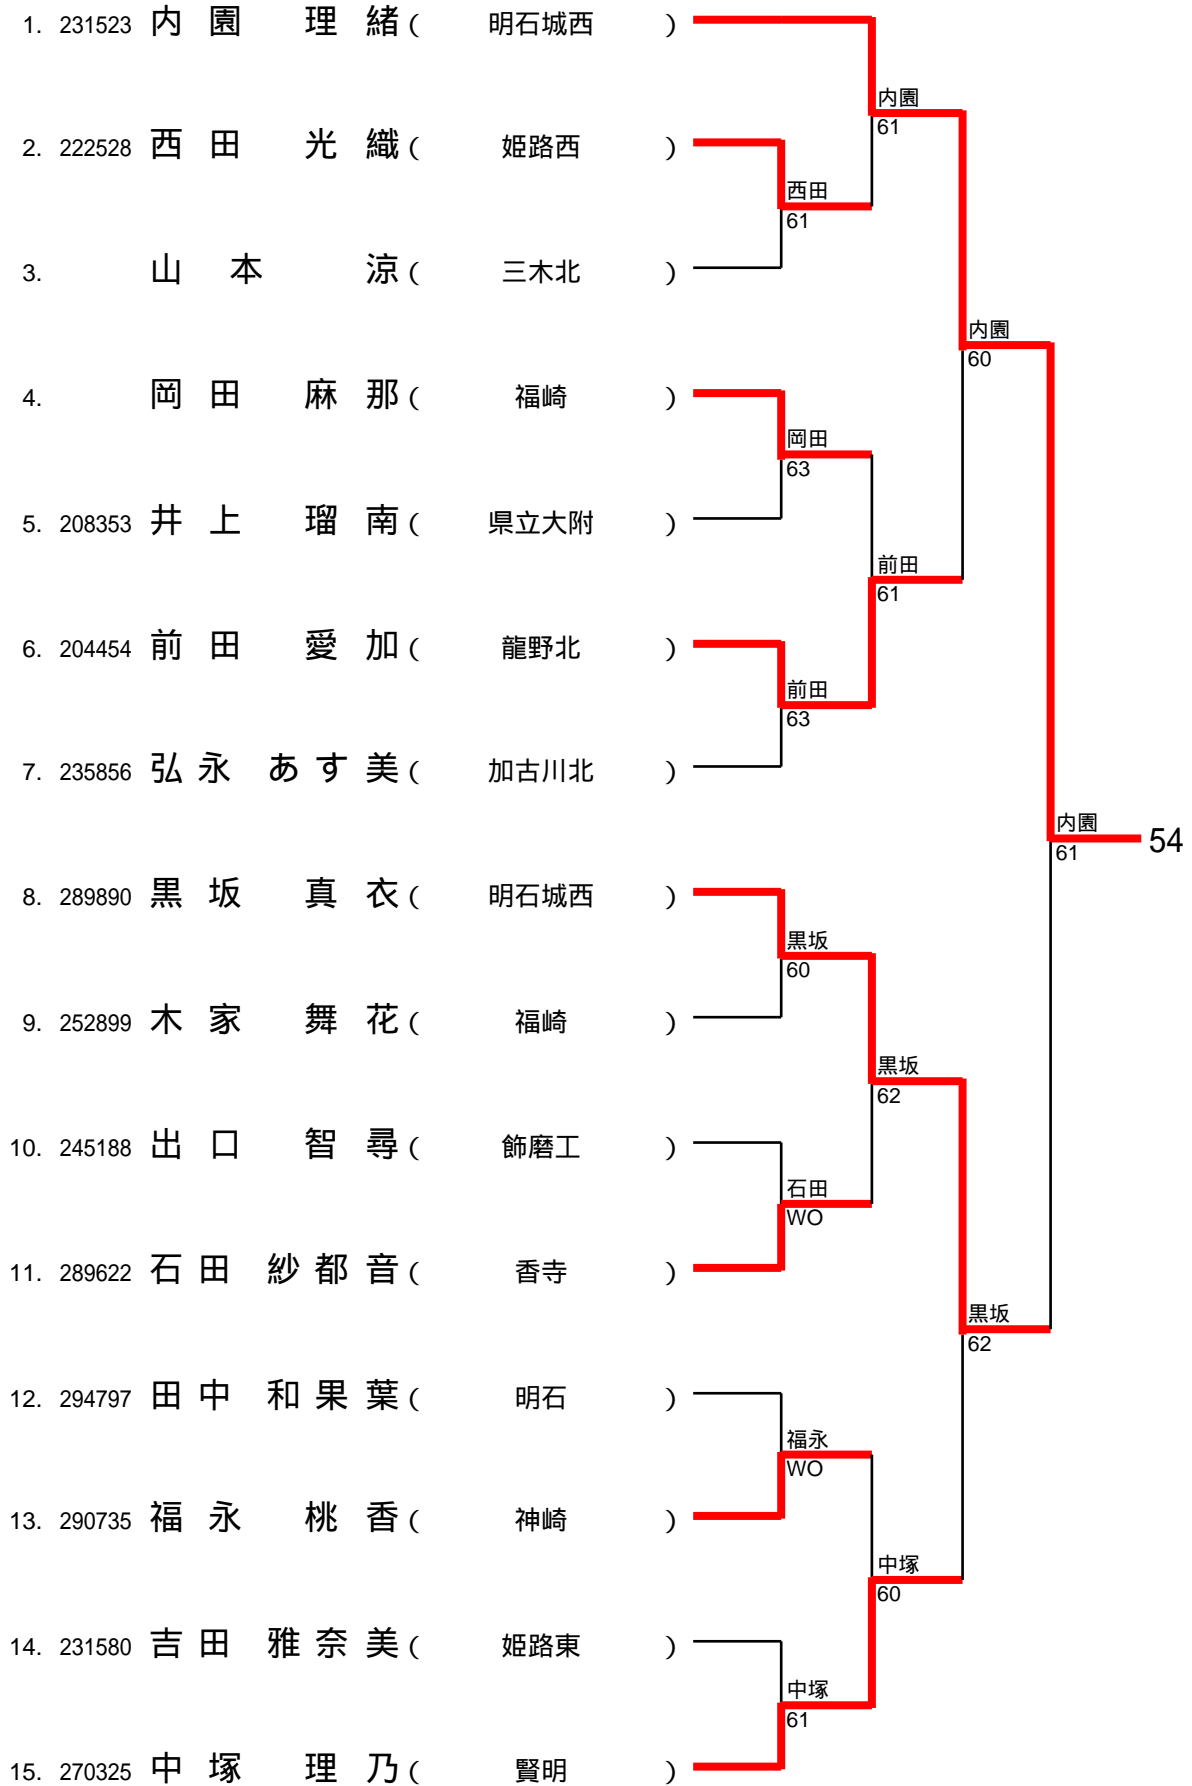 1. 231523 内園 理緒 ( 明石城西 )
内園
61
2. 222528 西田 光織 ( 姫路西 )
西田
61
3. 山本 涼 ( 三木北 )
内園
60
4. 岡田 麻那 ( 福崎 )
岡田
63
5. 208353 井上 瑠南 ( 県立大附 )
前田
61
6. 204454 前田 愛加 ( 龍野北 )
前田
63
7. 235856 弘永 あす美 ( 加古川北 )
内園
61
54
8. 289890 黒坂 真衣 ( 明石城西 )
黒坂
60
9. 252899 木家 舞花 ( 福崎 )
黒坂
62
10. 245188 出口 智尋 ( 飾磨工 )
石田
WO
11. 289622 石田 紗都音 ( 香寺 )
黒坂
62
12. 294797 田中 和果葉 ( 明石 )
福永
WO
13. 290735 福永 桃香 ( 神崎 )
中塚
60
14. 231580 吉田 雅奈美 ( 姫路東 )
中塚
61
15. 270325 中塚 理乃 ( 賢明 )